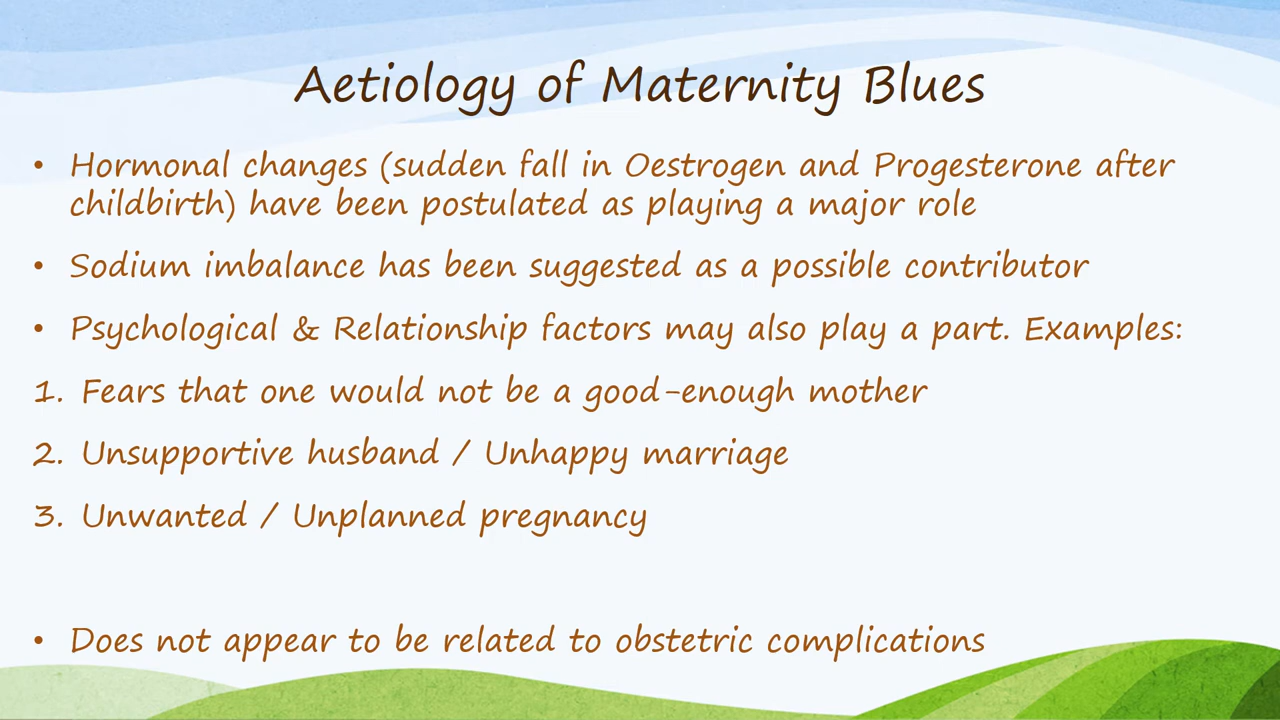 Aetiology of Maternity Blues
• Hormonal changes (sudden fall in Oestrogen and Progesterone after
childbirth) have been postulated as playing a major role
• Sodium imbalance has been suggested as a possible contributor
• Psychological & Relationship factors may also play a part. Examples:
1. Fears that one would not be a good-enough mother
2. Unsupportive husband / Unhappy marriage
3. Unwanted / Unplanned pregnancy
• Does not appear to be related to obstetric complications